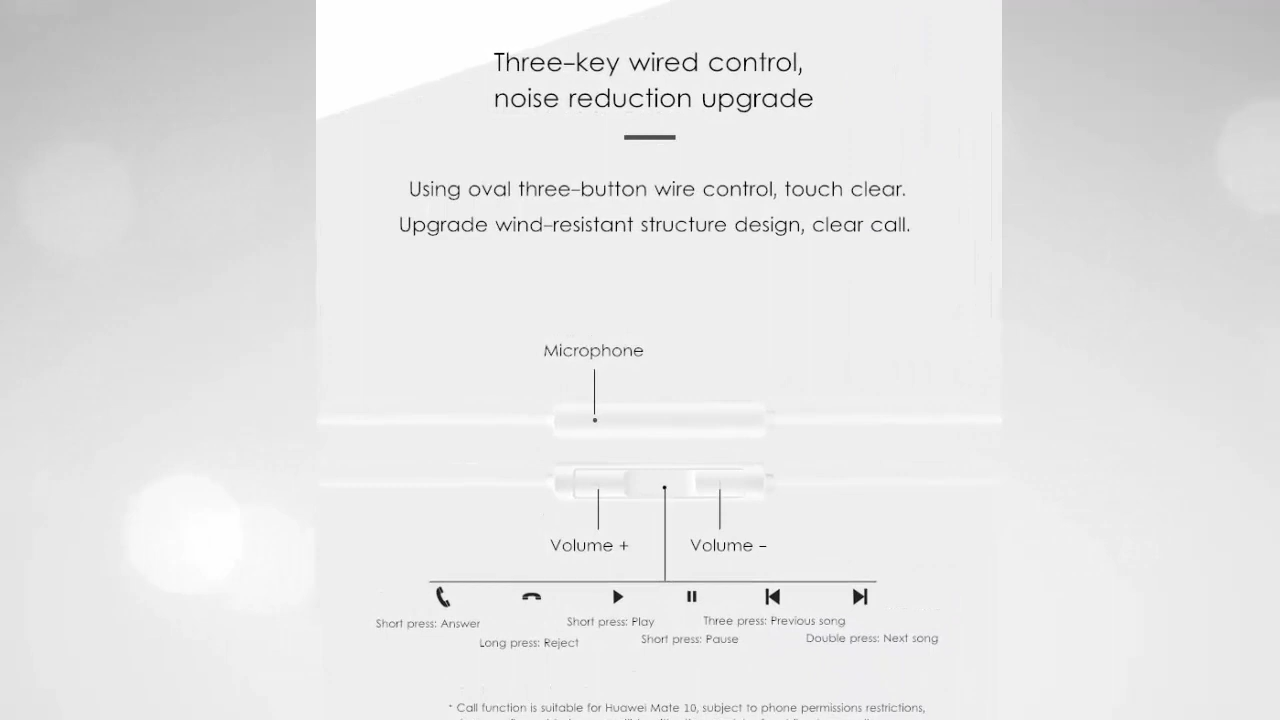 Three-key wired control,
noise reduction upgrade
Using oval three-button wire control, touch clear.
Upgrade wind-resistant structure design, clear call.
Microphone
Volume +
Volume -
Short press: Answer
Long press: Reject
Short press: Play
Short press: Pause
Three press: Previous song
Double press: Next song
* Call function is suitable for Huawei Mate 10, subject to phone permissions restrictions,